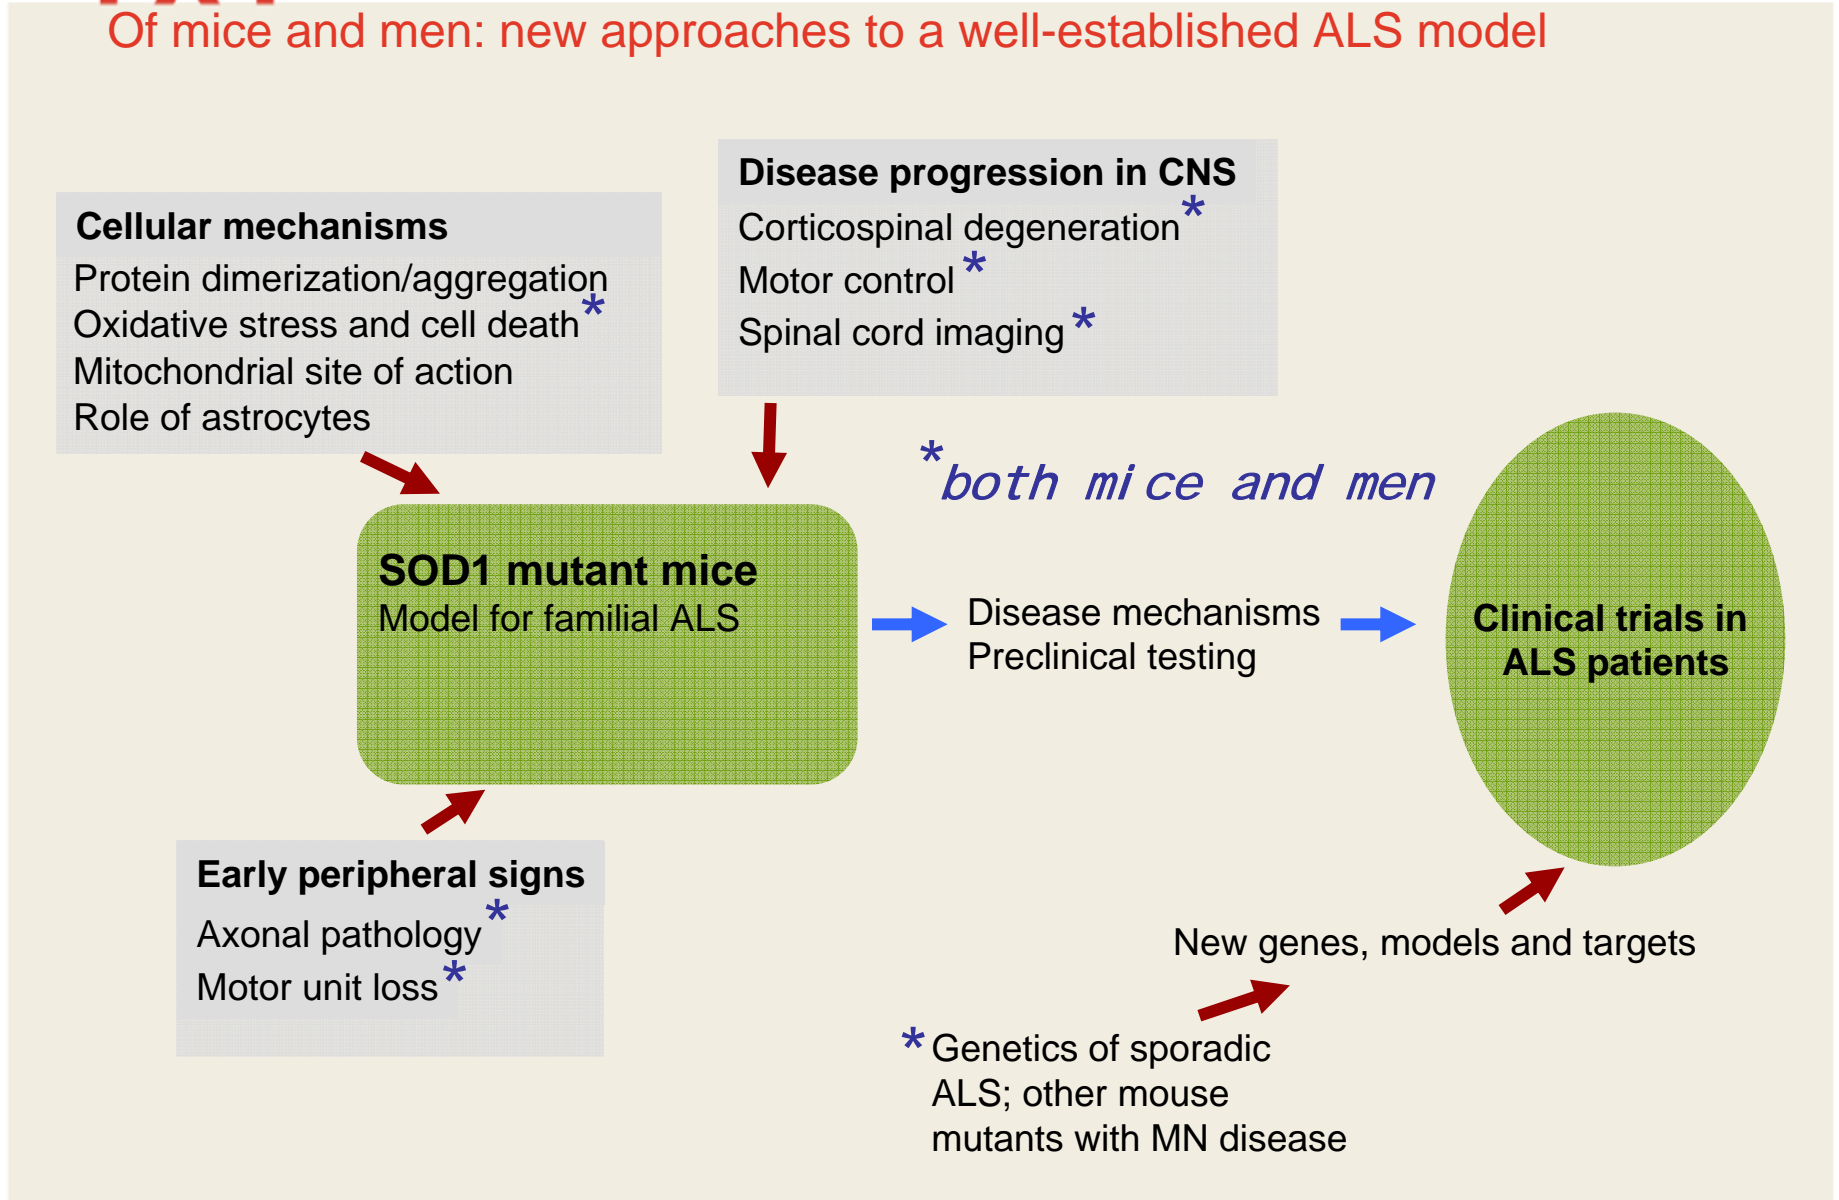 Of mice and men: new approaches to a well-established ALS model
Disease progression in CNS
Corticospinal degeneration*
Motor control*
Spinal cord imaging*
Cellular mechanisms
Protein dimerization/aggregation
Oxidative stress and cell death*
Mitochondrial site of action
Role of astrocytes
*both mice and men
SOD1 mutant mice
Model for familial ALS
Disease mechanisms
Preclinical testing
Clinical trials in
ALS patients
Early peripheral signs
Axonal pathology*
Motor unit loss*
New genes, models and targets
*Genetics of sporadic
ALS; other mouse
mutants with MN disease